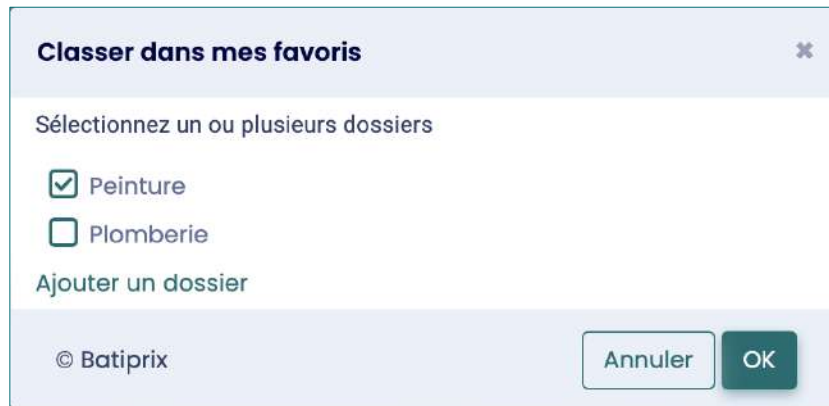 Classer dans mes favoris
Sélectionnez un ou plusieurs dossiers
Peinture
Plomberie
Ajouter un dossier
© Batiprix Annuler OK